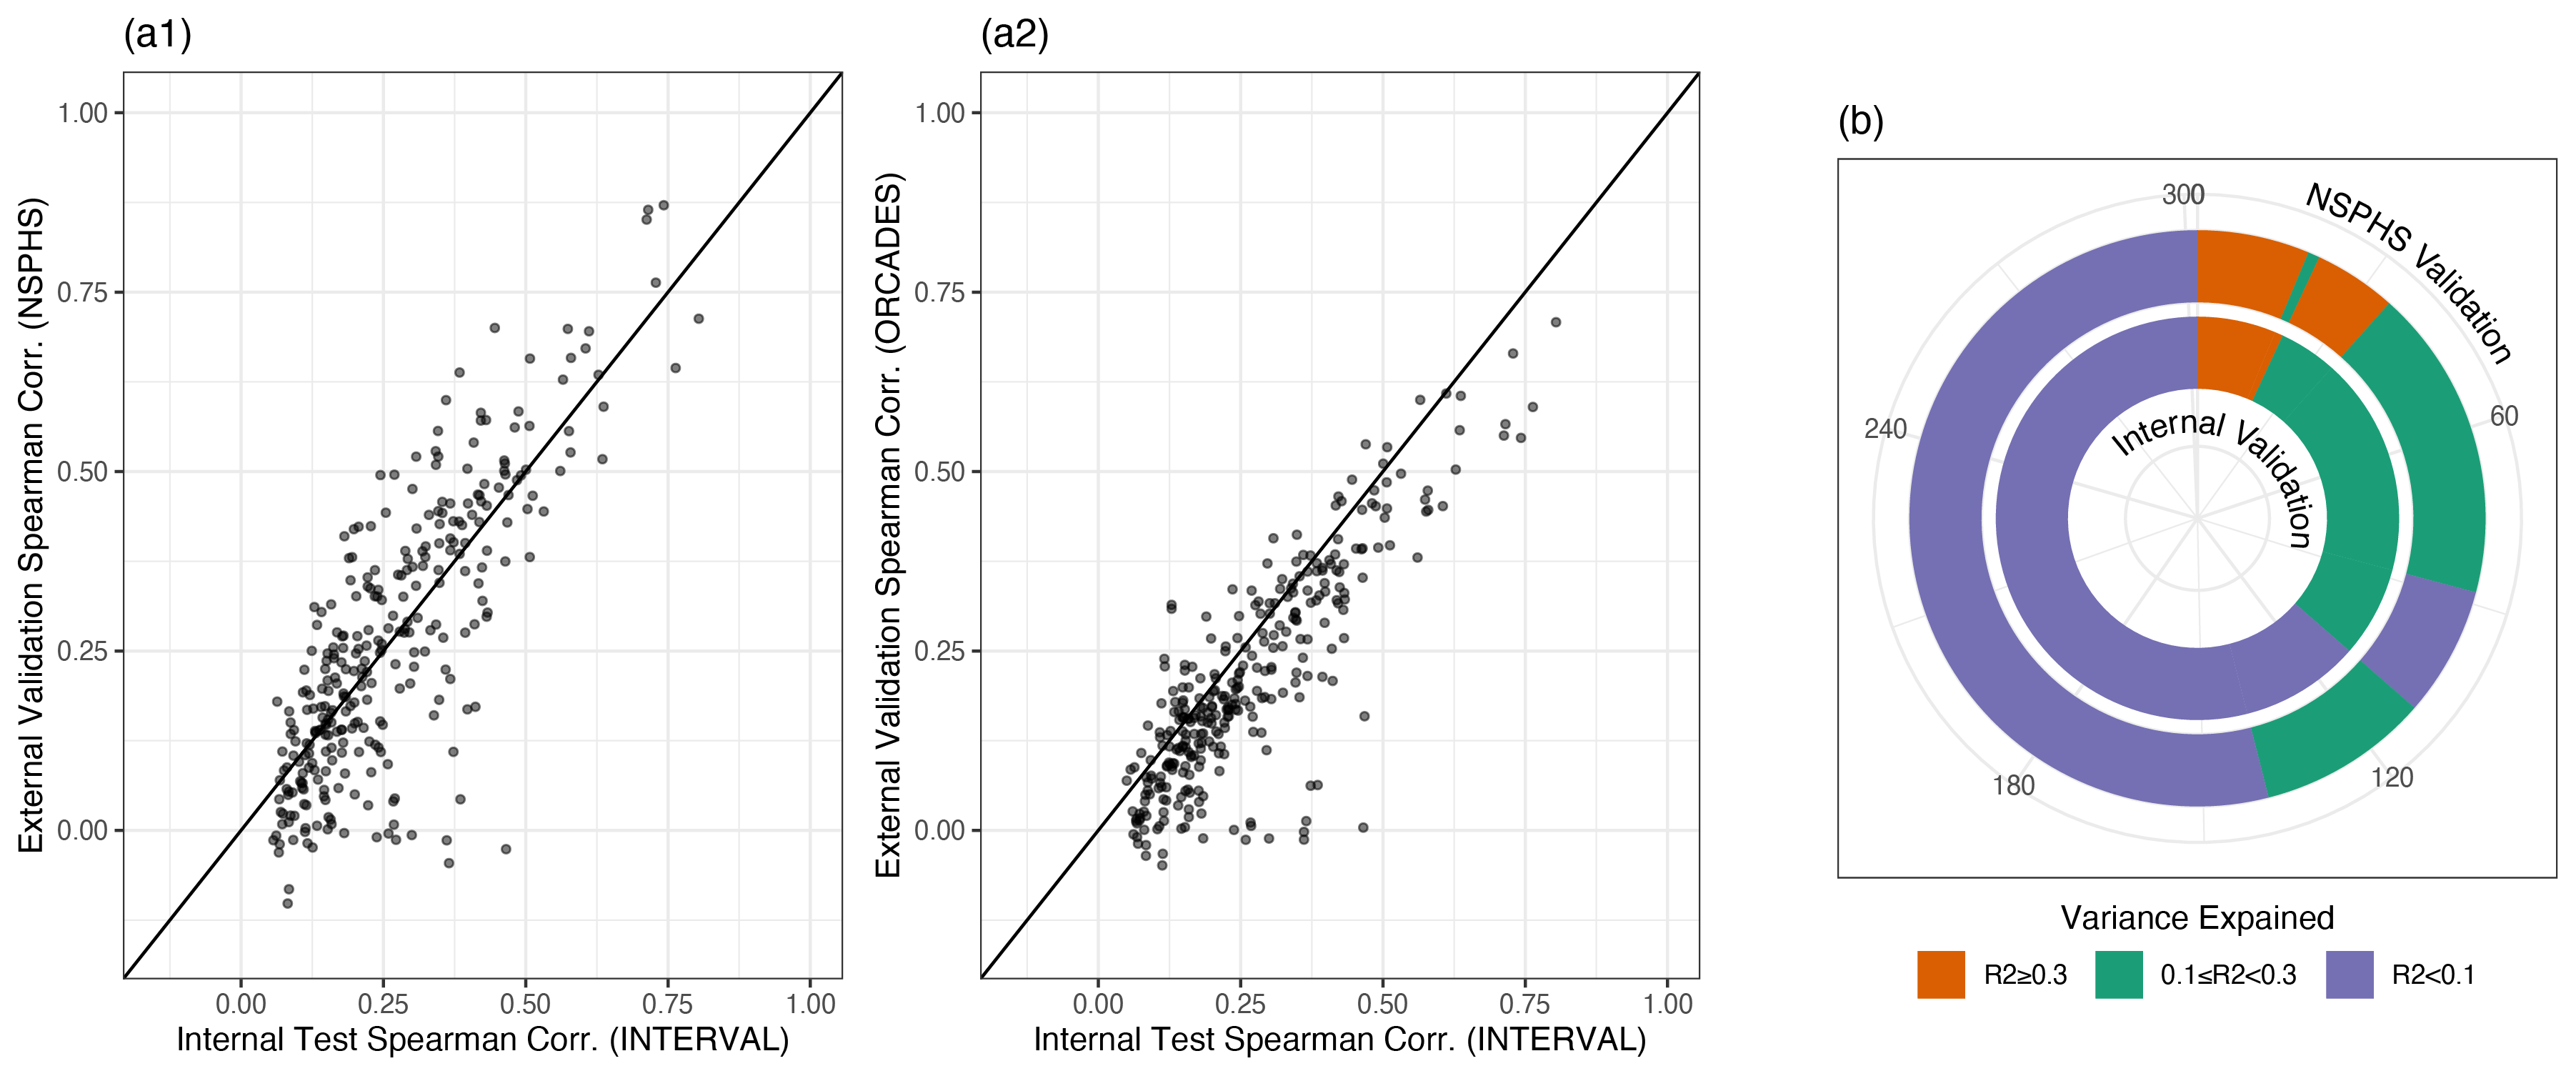 (a1)
External Validation Spearman Corr. (NSPHS)
1.00
0.75
0.50
0.25
0.00
0.00 0.25 0.50 0.75 1.00
Internal Test Spearman Corr. (INTERVAL)
(a2)
External Validation Spearman Corr. (ORCADES)
1.00
0.75
0.50
0.25
0.00
0.00 0.25 0.50 0.75 1.00
Internal Test Spearman Corr. (INTERVAL)
(b)
300
NSPHS Validation
60
240
Internal Validation
180
120
Variance Expained
R2≥0.3
0.1≤R2<0.3
R2<0.1